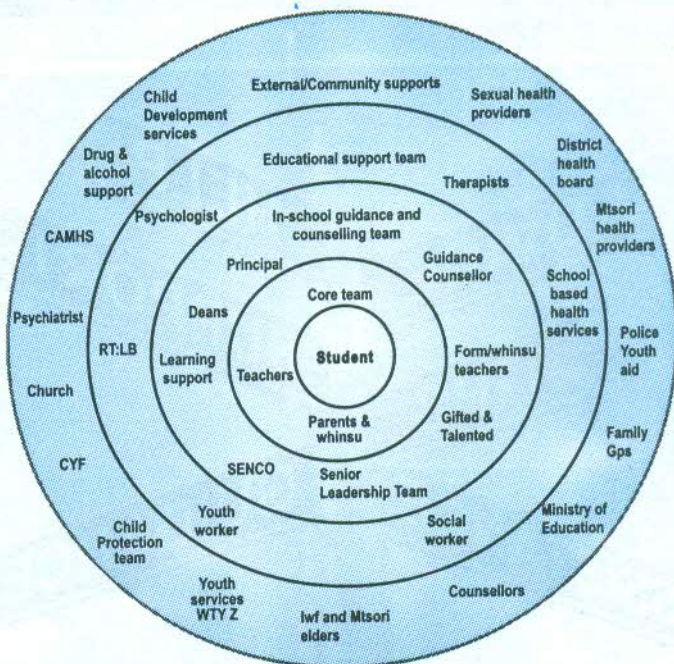 External/Community supports
Child
Development
services
Sexual health
providers
Drug &
alcohol support
District
health
board
CAMHS
Mtsori
health
providers
Psychiatrist
Police
Youth
aid
Church
Family
Gps
CYF
Ministry of
Education
Child
Protection
team
Counsellors
Youth
services
WTY Z
Iwf and Mtsori
elders
Educational support team
Therapists
Psychologist
School
based
health
services
RT:LB
Youth
worker
Social
worker
In-school guidance and
counselling team
Principal
Guidance
Counsellor
Deans
Learning
support
Form/whinsu
teachers
Gifted &
Talented
SENCO
Senior
Leadership Team
Core team
Teachers
Parents &
whinsu
Student